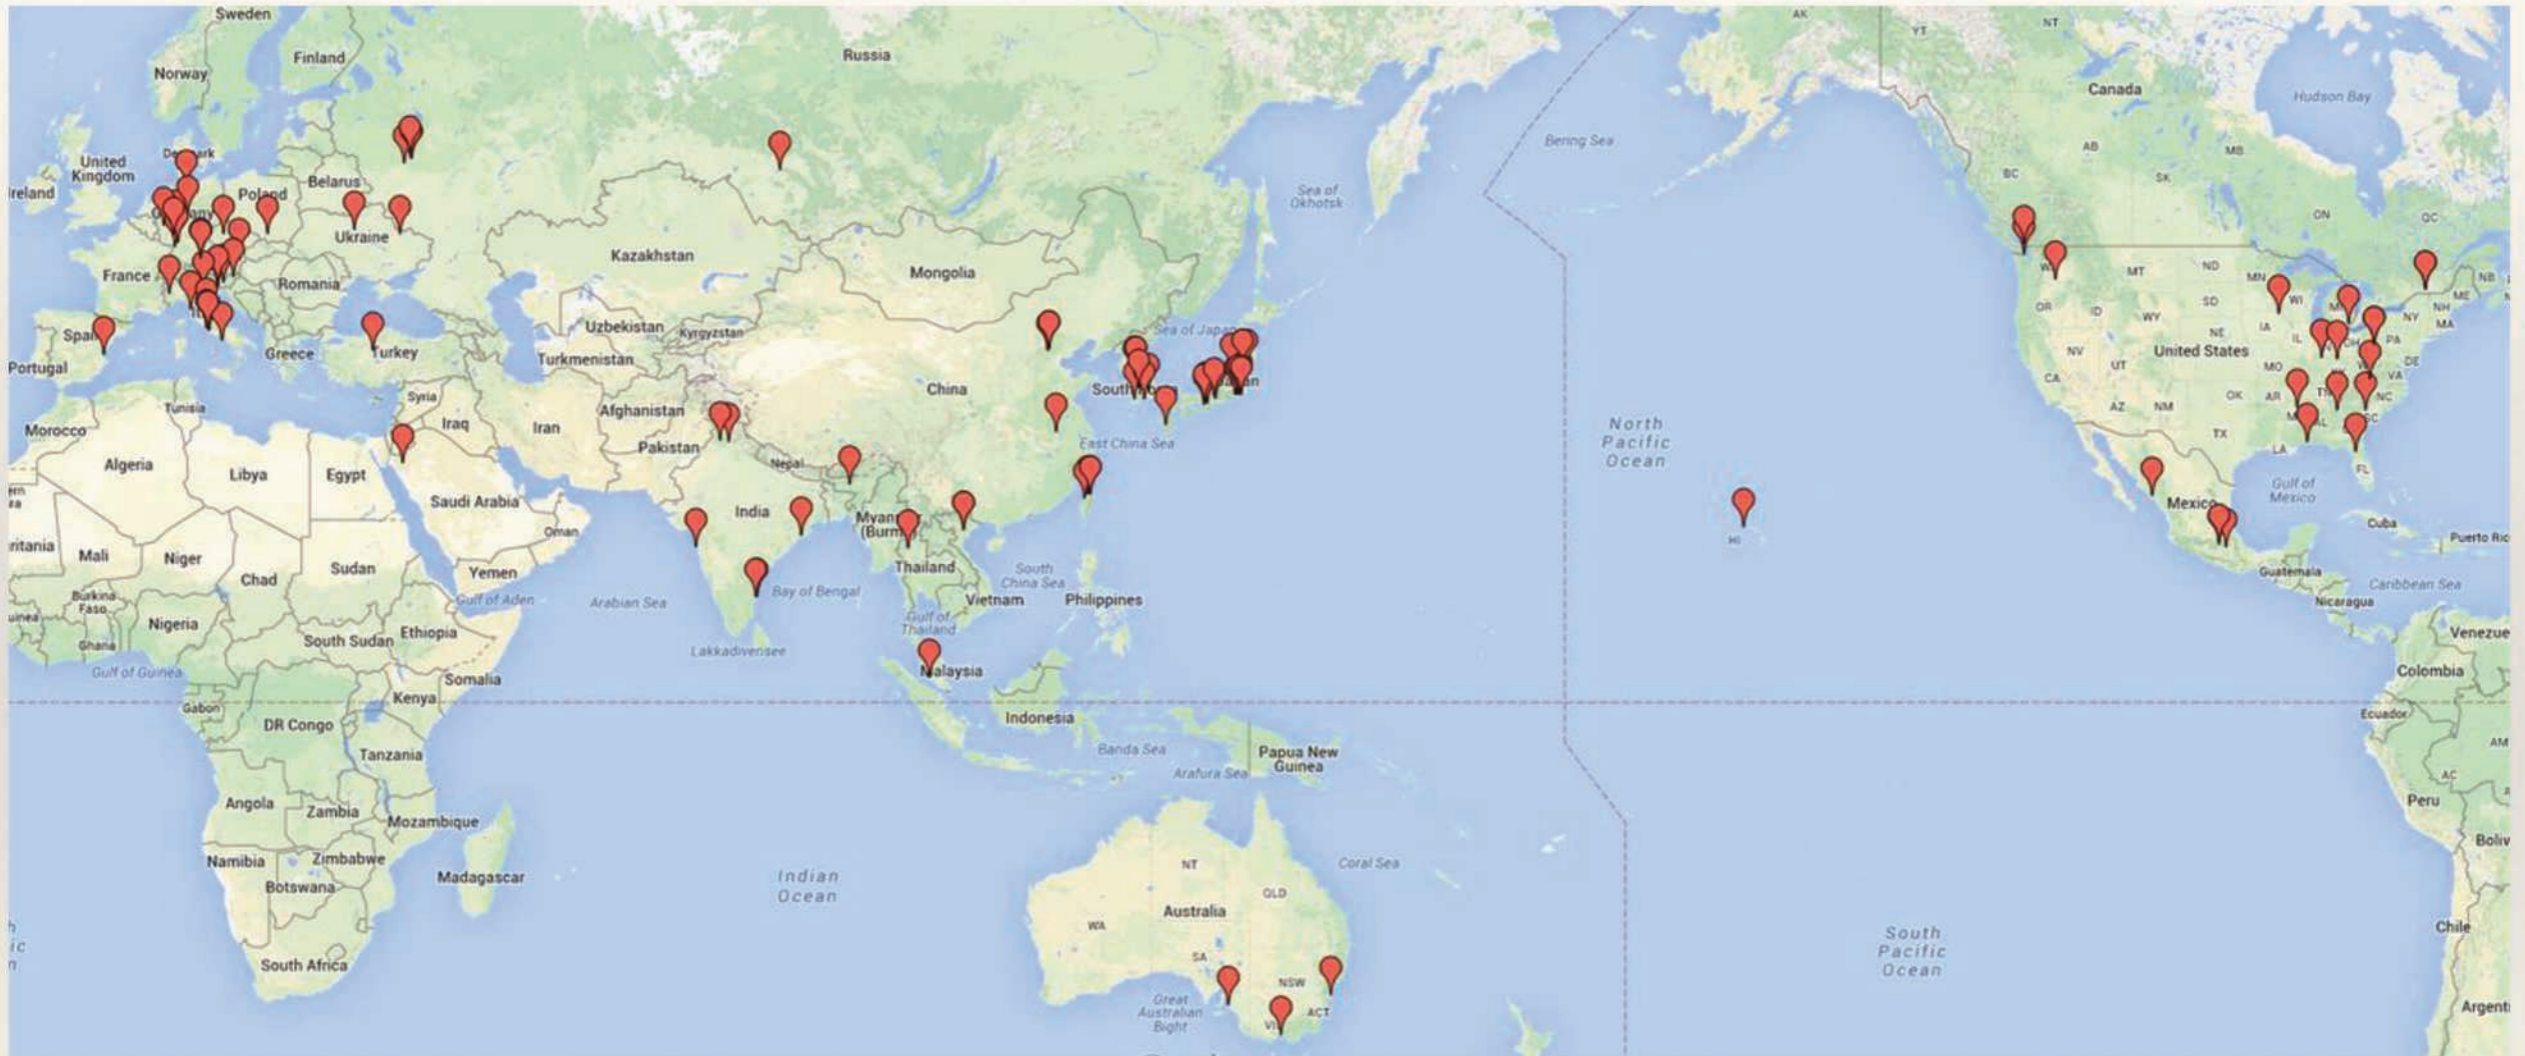 Sweden
Finland
Norway
Russia
AK
YT
NT
Canada
Hudson Bay
United
Kingdom
Ireland
Belarus
Poland
Bering Sea
Sea of
Okhotsk
AB
MB
BC
SK
ON
QC
Ukraine
Kazakhstan
Mongolia
France
Romania
MT
ND
MN
NB
ME
OR
ID
SD
WI
NH
WY
IA
NY
MA
Uzbekistan
Kyrgyzstan
Sea of Japan
NE
IL
PA
Greece
Turkey
Turkmenistan
NV
UT
United States
DE
Portugal
MO
VA
CA
China
Syria
Afghanistan
OK
AR
NC
Tunisia
AZ
NM
Morocco
Iraq
Iran
North
Pacific
Ocean
East China Sea
Pakistan
TX
LA
Nepal
Algeria
Libya
Egypt
FL
Saudi Arabia
Gulf of
Mexico
Mexico
India
Cuba
Oman
Puerto Ric
Mali
Niger
HI
Chad
Sudan
Yemen
Thailand
South
China Sea
Guatemala
Caribbean Sea
Burkina
Faso
Gulf of Aden
Arabian Sea
Bay of Bengal
Vietnam
Philippines
Nicaragua
Nigeria
Ethiopia
Gulf of
Thailand
Ghana
South Sudan
Venezue
Lakkadivensee
Gulf of Guinea
Malaysia
Colombia
Somalia
Kenya
Gabon
DR Congo
Indonesia
Ecuador
Tanzania
Banda Sea
Papua New
Guinea
Arafura Sea
AM
AC
Angola
Zambia
Peru
Mozambique
Namibia
Zimbabwe
NT
Coral Sea
Boliv
Botswana
Madagascar
Indian
Ocean
QLD
Australia
WA
Chile
South
Pacific
Ocean
South Africa
SA
NSW
Great
Australian
Bight
ACT
Argent